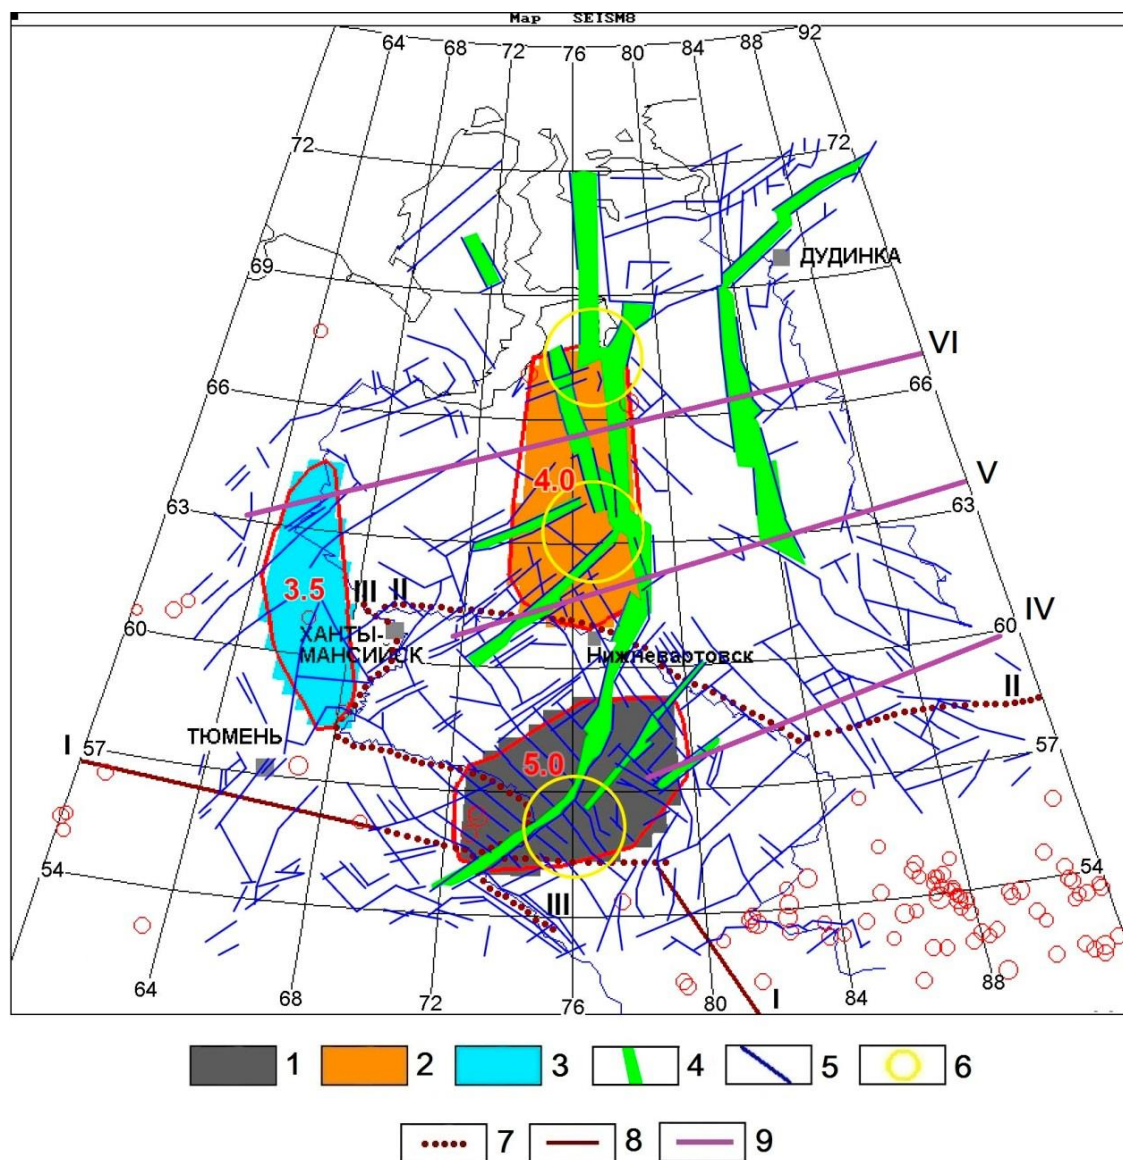 Map SEISM8
64
68
72
76
80
84
88
92
72
72
69
ДУДИНКА
VI
66
66
V
4.0
63
63
3.5
III
II
IV
60
60
ХАНТЫ-
МАНСИЙСК
Нижневартовск
II
ТЮМЕНЬ
I
57
57
5.0
54
54
III
64
68
72
76
80
84
88
I
1
2
3
4
5
6
7
8
9